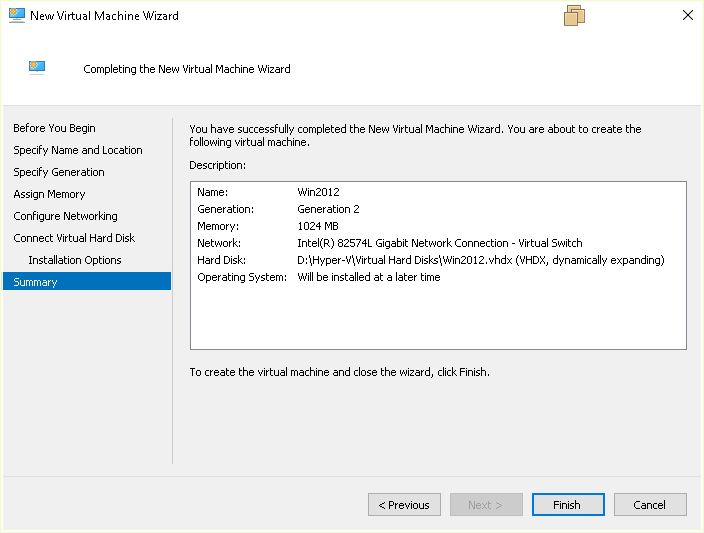 New Virtual Machine Wizard
Completing the New Virtual Machine Wizard
Before You Begin
Specify Name and Location
Specify Generation
Assign Memory
Configure Networking
Connect Virtual Hard Disk
Installation Options
Summary
You have successfully completed the New Virtual Machine Wizard. You are about to create the
following virtual machine.
Description:
Name: Win2012
Generation: Generation 2
Memory: 1024 MB
Network: Intel(R) 82574L Gigabit Network Connection - Virtual Switch
Hard Disk: D:\Hyper-V\Virtual Hard Disks\Win2012.vhdx (VHDX, dynamically expanding)
Operating System: Will be installed at a later time
To create the virtual machine and close the wizard, click Finish.
< Previous
Next >
Finish
Cancel